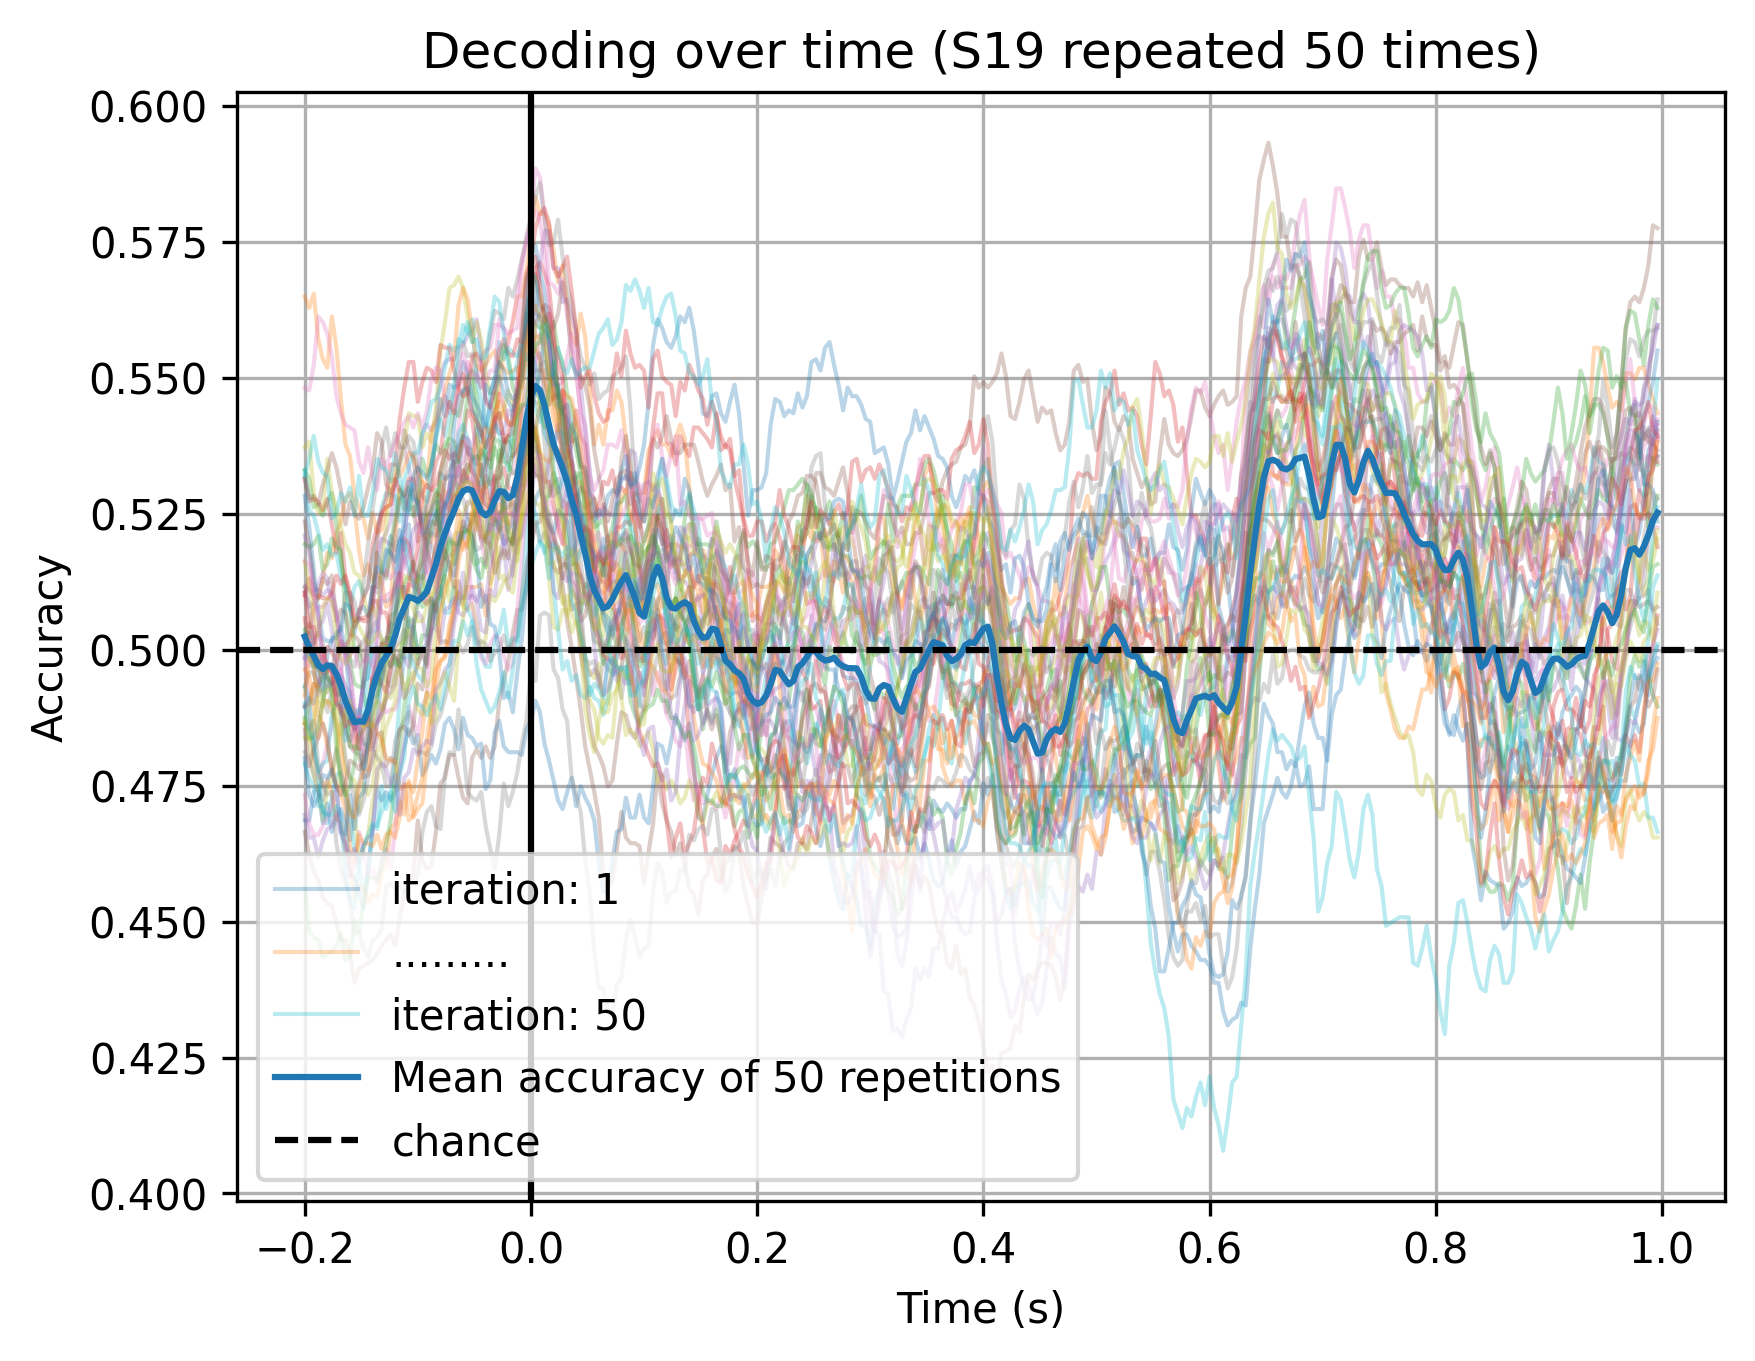 Decoding over time (S19 repeated 50 times)
0.600
0.575
0.550
0.525
0.500
0.475
0.450
0.425
0.400
Accuracy
iteration: 1
.........
iteration: 50
Mean accuracy of 50 repetitions
chance
−0.2 0.0 0.2 0.4 0.6 0.8 1.0
Time (s)